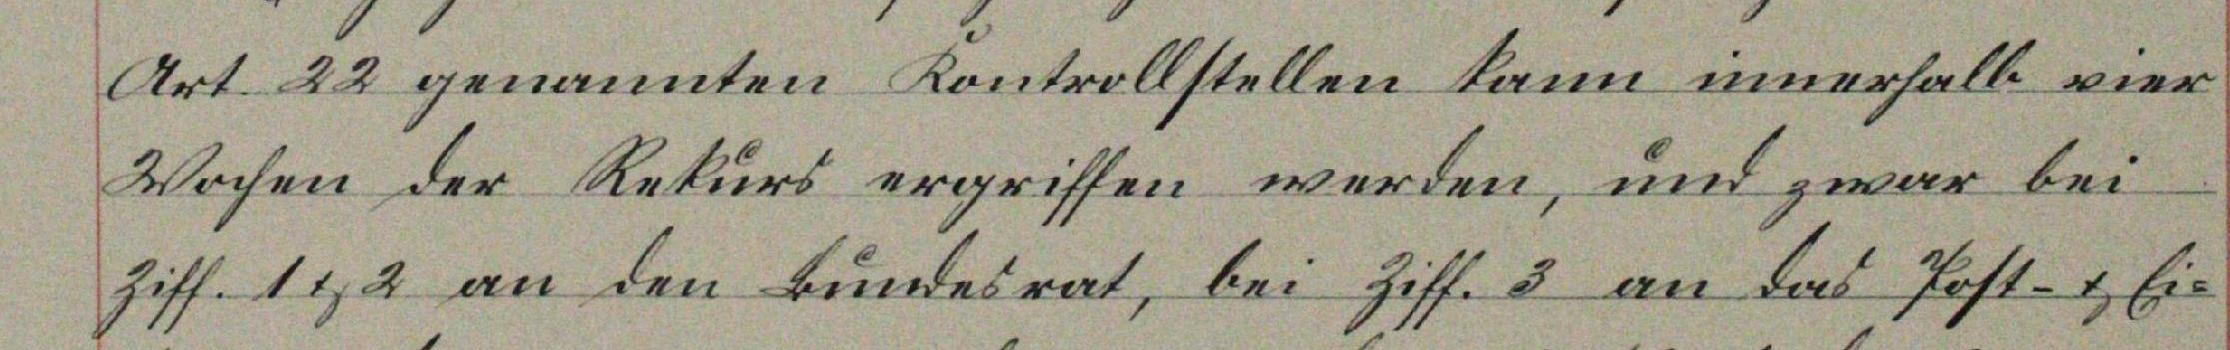 Art. 22 genannten Kontrollstellen kann innerhalb vier
Wochen der Rekurs ergriffen werden, und zwar bei
Ziff. 1 & 2 an den Bundesrat, bei Ziff. 3 an das Post- & Ei=